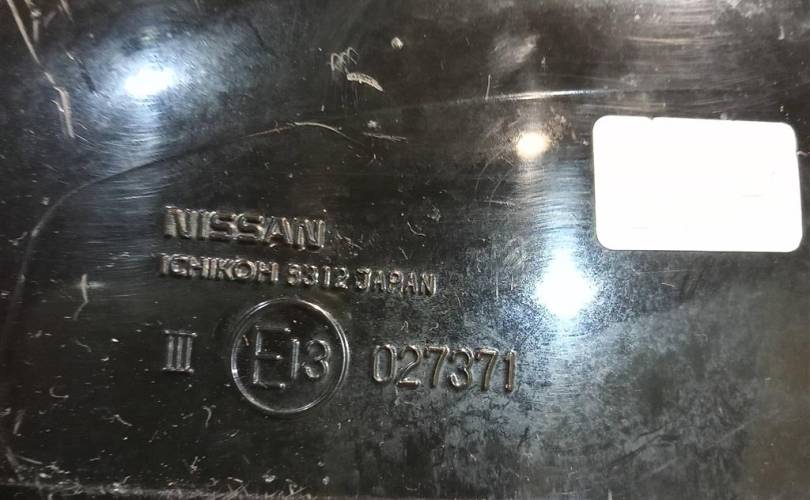 NISSAN
ICHIKOH 8312 JAPAN
III E13 027371